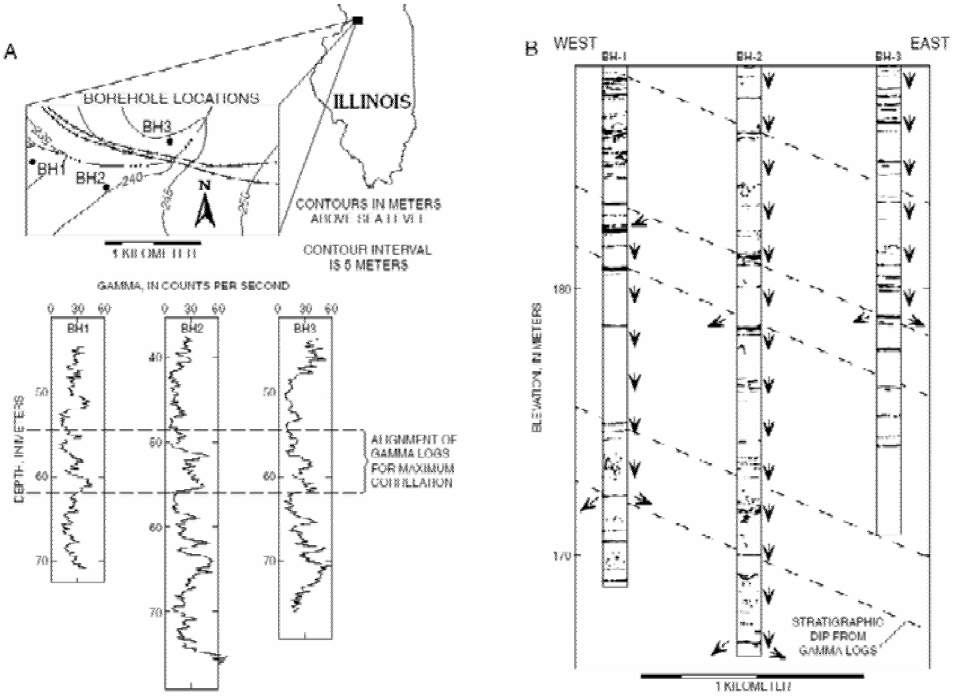 A
BOREHOLE LOCATIONS
ILLINOIS
235
BH3
BH1
BH2
240
245
250
N
1 KILOMETER
CONTOURS IN METERS
ABOVE SEA LEVEL
CONTOUR INTERVAL
IS 5 METERS
GAMMA, IN COUNTS PER SECOND
0 30 60 0 30 60 0 30 60
BH1 BH2 BH3
DEPTH, IN METERS
50
60
70
40
50
60
70
50
60
70
ALIGNMENT OF
GAMMA LOGS
FOR MAXIMUM
CORRELATION
B
WEST
EAST
BH-1
BH-2
BH-3
ELEVATION, IN METERS
180
170
STRATIGRAPHIC
DIP FROM
GAMMA LOGS
1 KILOMETER